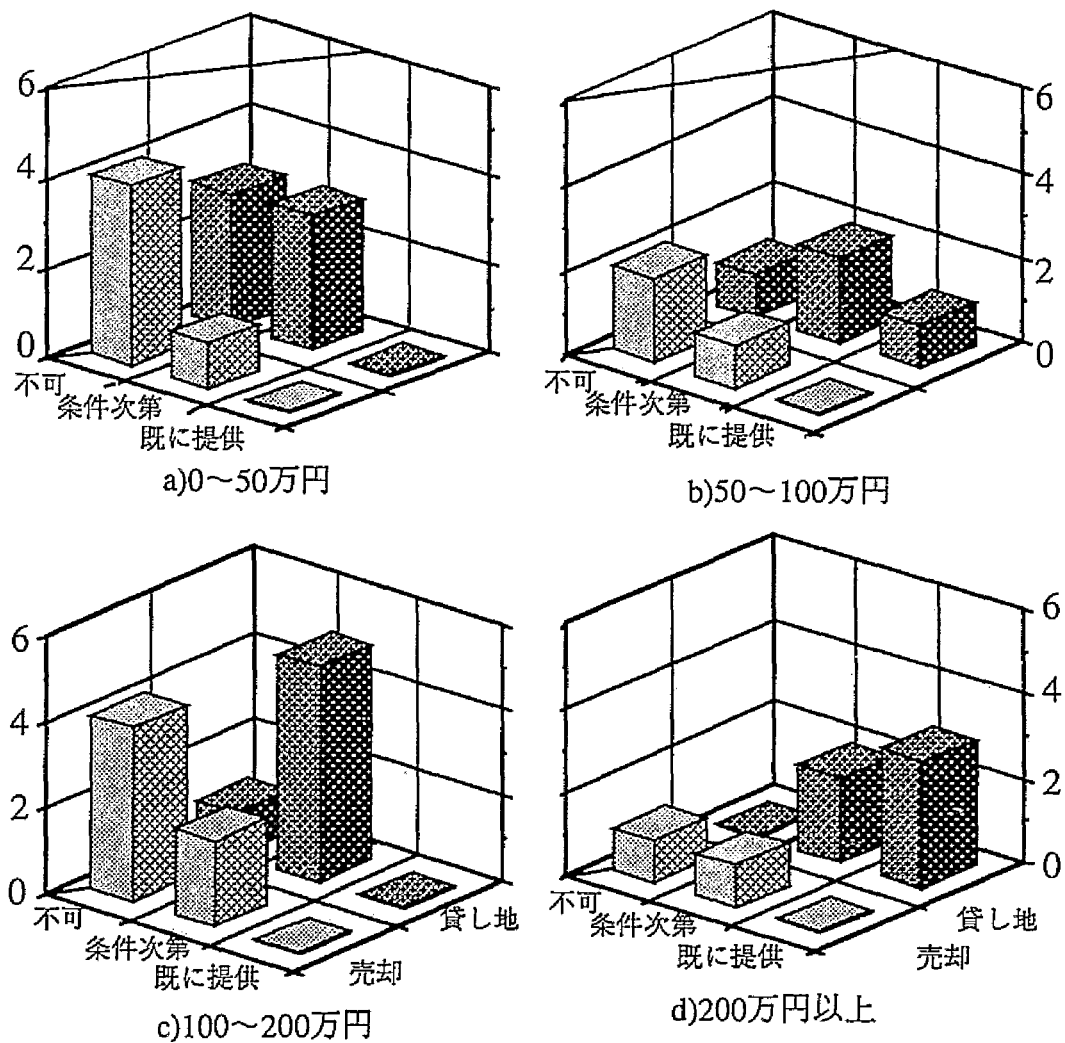 6
4
2
0
不可
条件次第
既に提供
a)0～50万円
6
4
2
0
不可
条件次第
既に提供
b)50～100万円
6
4
2
0
不可
条件次第
既に提供
貸し地
売却
c)100～200万円
6
4
2
0
不可
条件次第
既に提供
貸し地
売却
d)200万円以上